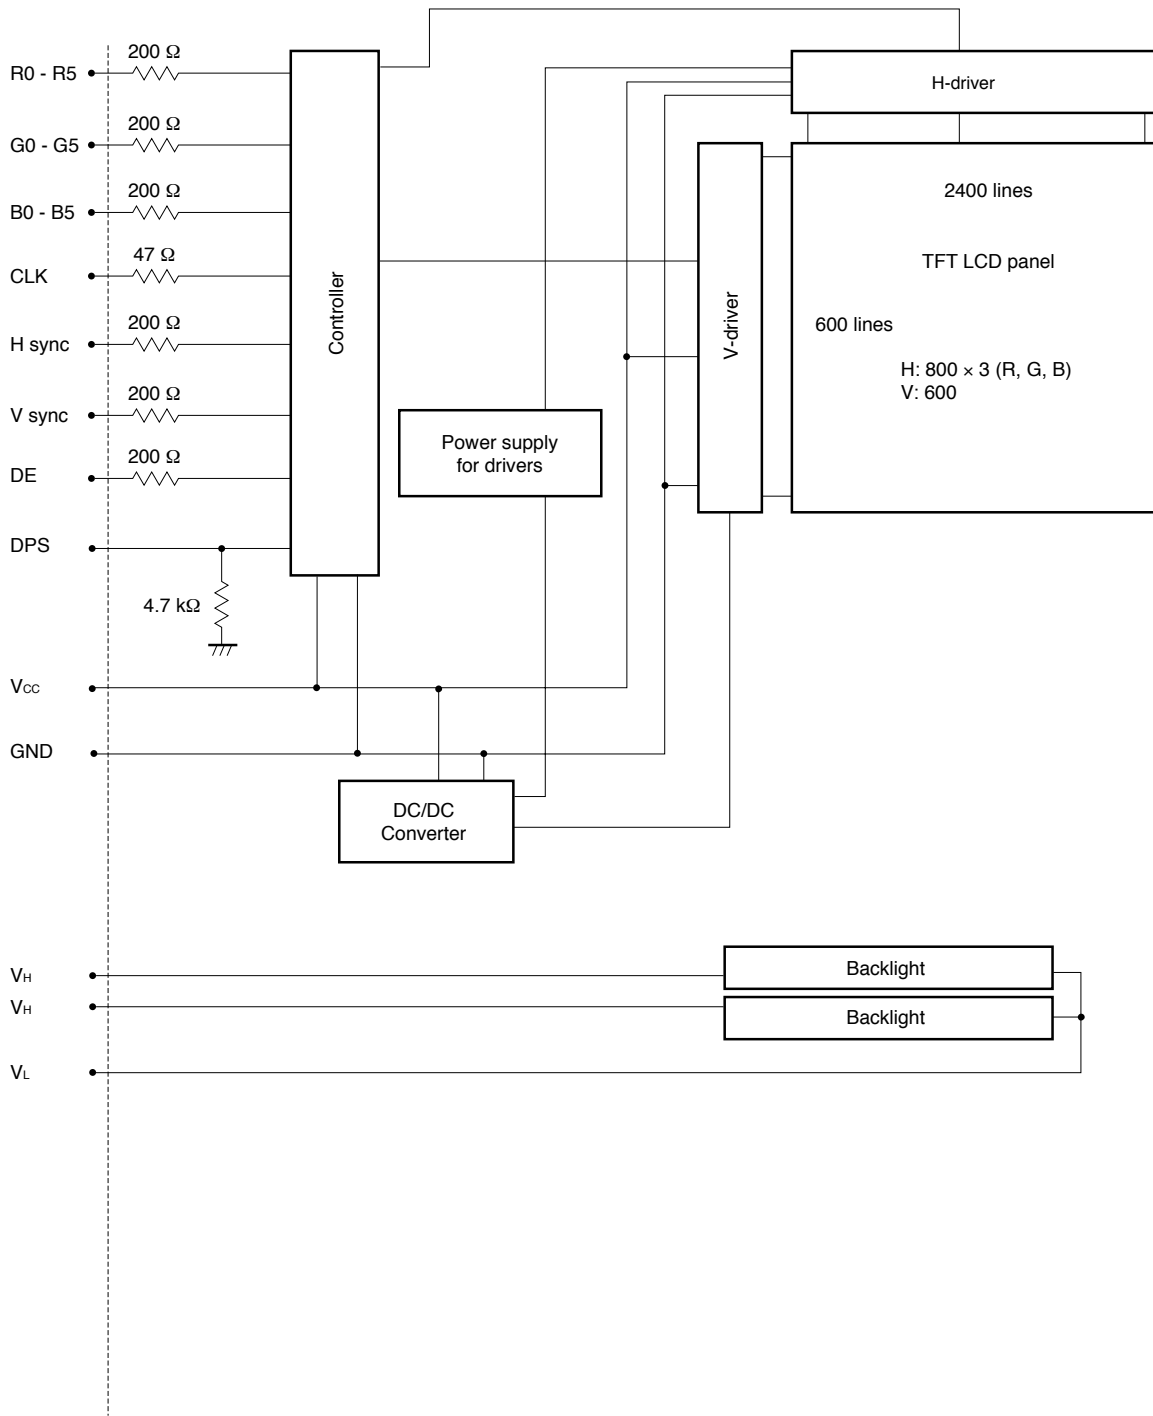 R0 - R5
200 Ω
G0 - G5
200 Ω
B0 - B5
200 Ω
CLK
47 Ω
H sync
200 Ω
V sync
200 Ω
DE
200 Ω
DPS
4.7 kΩ
VCC
GND
Controller
Power supply
for drivers
DC/DC
Converter
H-driver
V-driver
2400 lines
TFT LCD panel
600 lines
H: 800 × 3 (R, G, B)
V: 600
VH
Backlight
VH
Backlight
VL